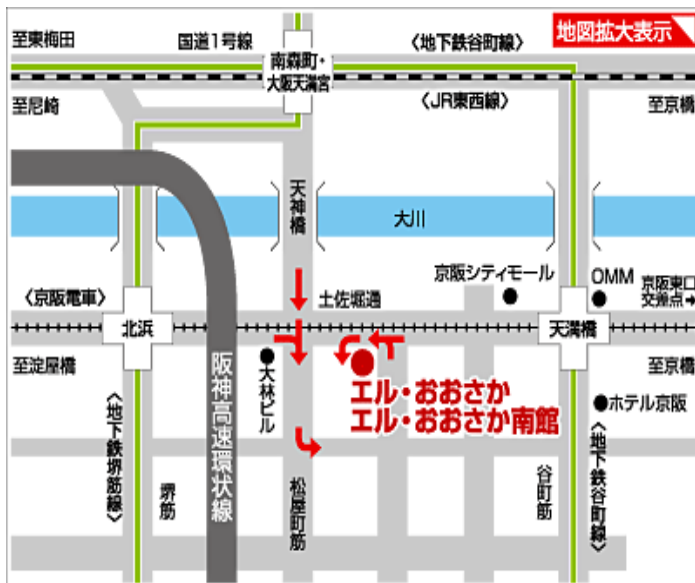 地図拡大表示
至東梅田
国道1号線
〈地下鉄谷町線〉
南森町・
大阪天満宮
至尼崎
〈JR東西線〉
至京橋
天神橋
大川
京阪シティモール
OMM
京阪東口
交差点→
〈京阪電車〉
土佐堀通
北浜
天満橋
至淀屋橋
大林ビル
至京橋
エル・おおさか
エル・おおさか南館
ホテル京阪
〈地下鉄堺筋線〉
堺筋
阪神高速環状線
松屋町筋
谷町筋
〈地下鉄谷町線〉